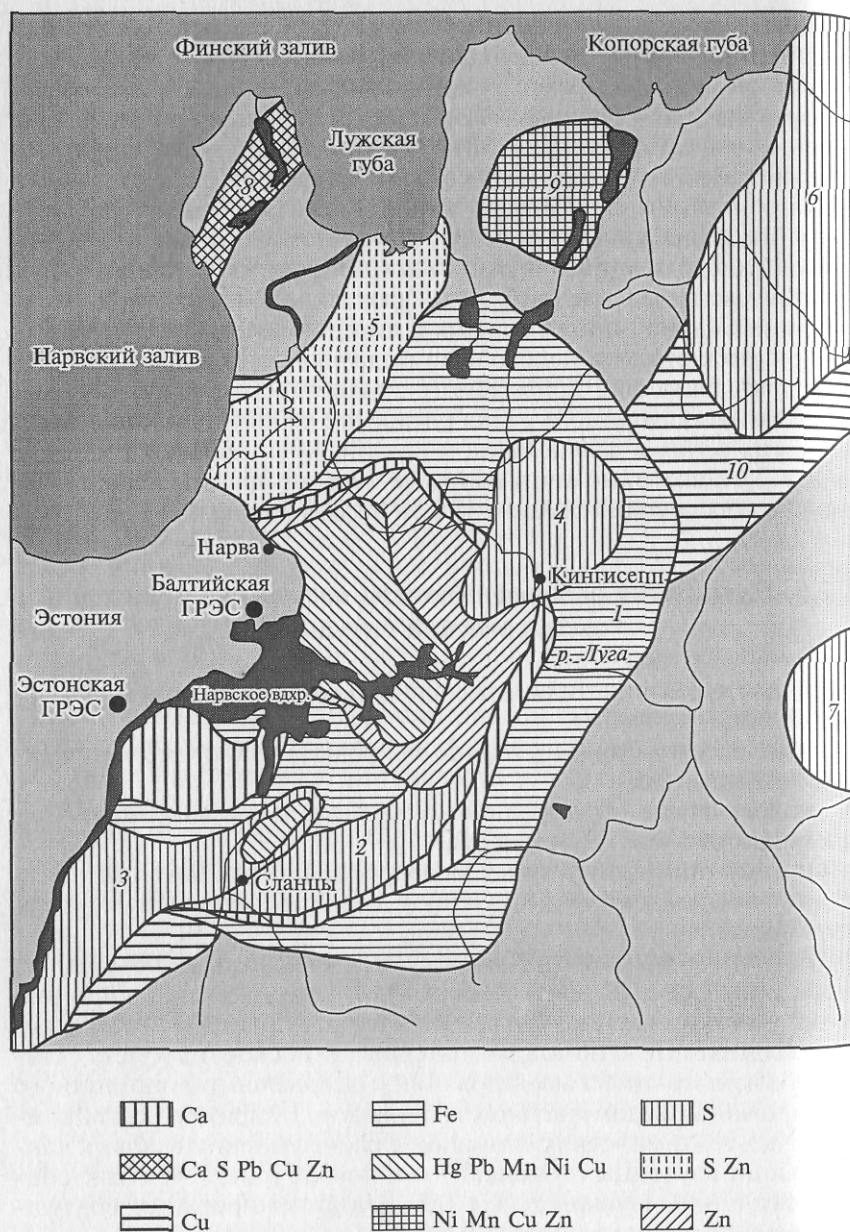 Финский залив
Копорская губа
Лужская
губа
8
9
6
5
Нарвский залив
10
4
Нарва
Кингисепп
Балтийская
ГРЭС
Эстония
1
р. Луга
Эстонская
ГРЭС
Нарвское вдхр.
7
2
3
Сланцы
Ca
Fe
S
Ca S Pb Cu Zn
Hg Pb Mn Ni Cu
S Zn
Cu
Ni Mn Cu Zn
Zn